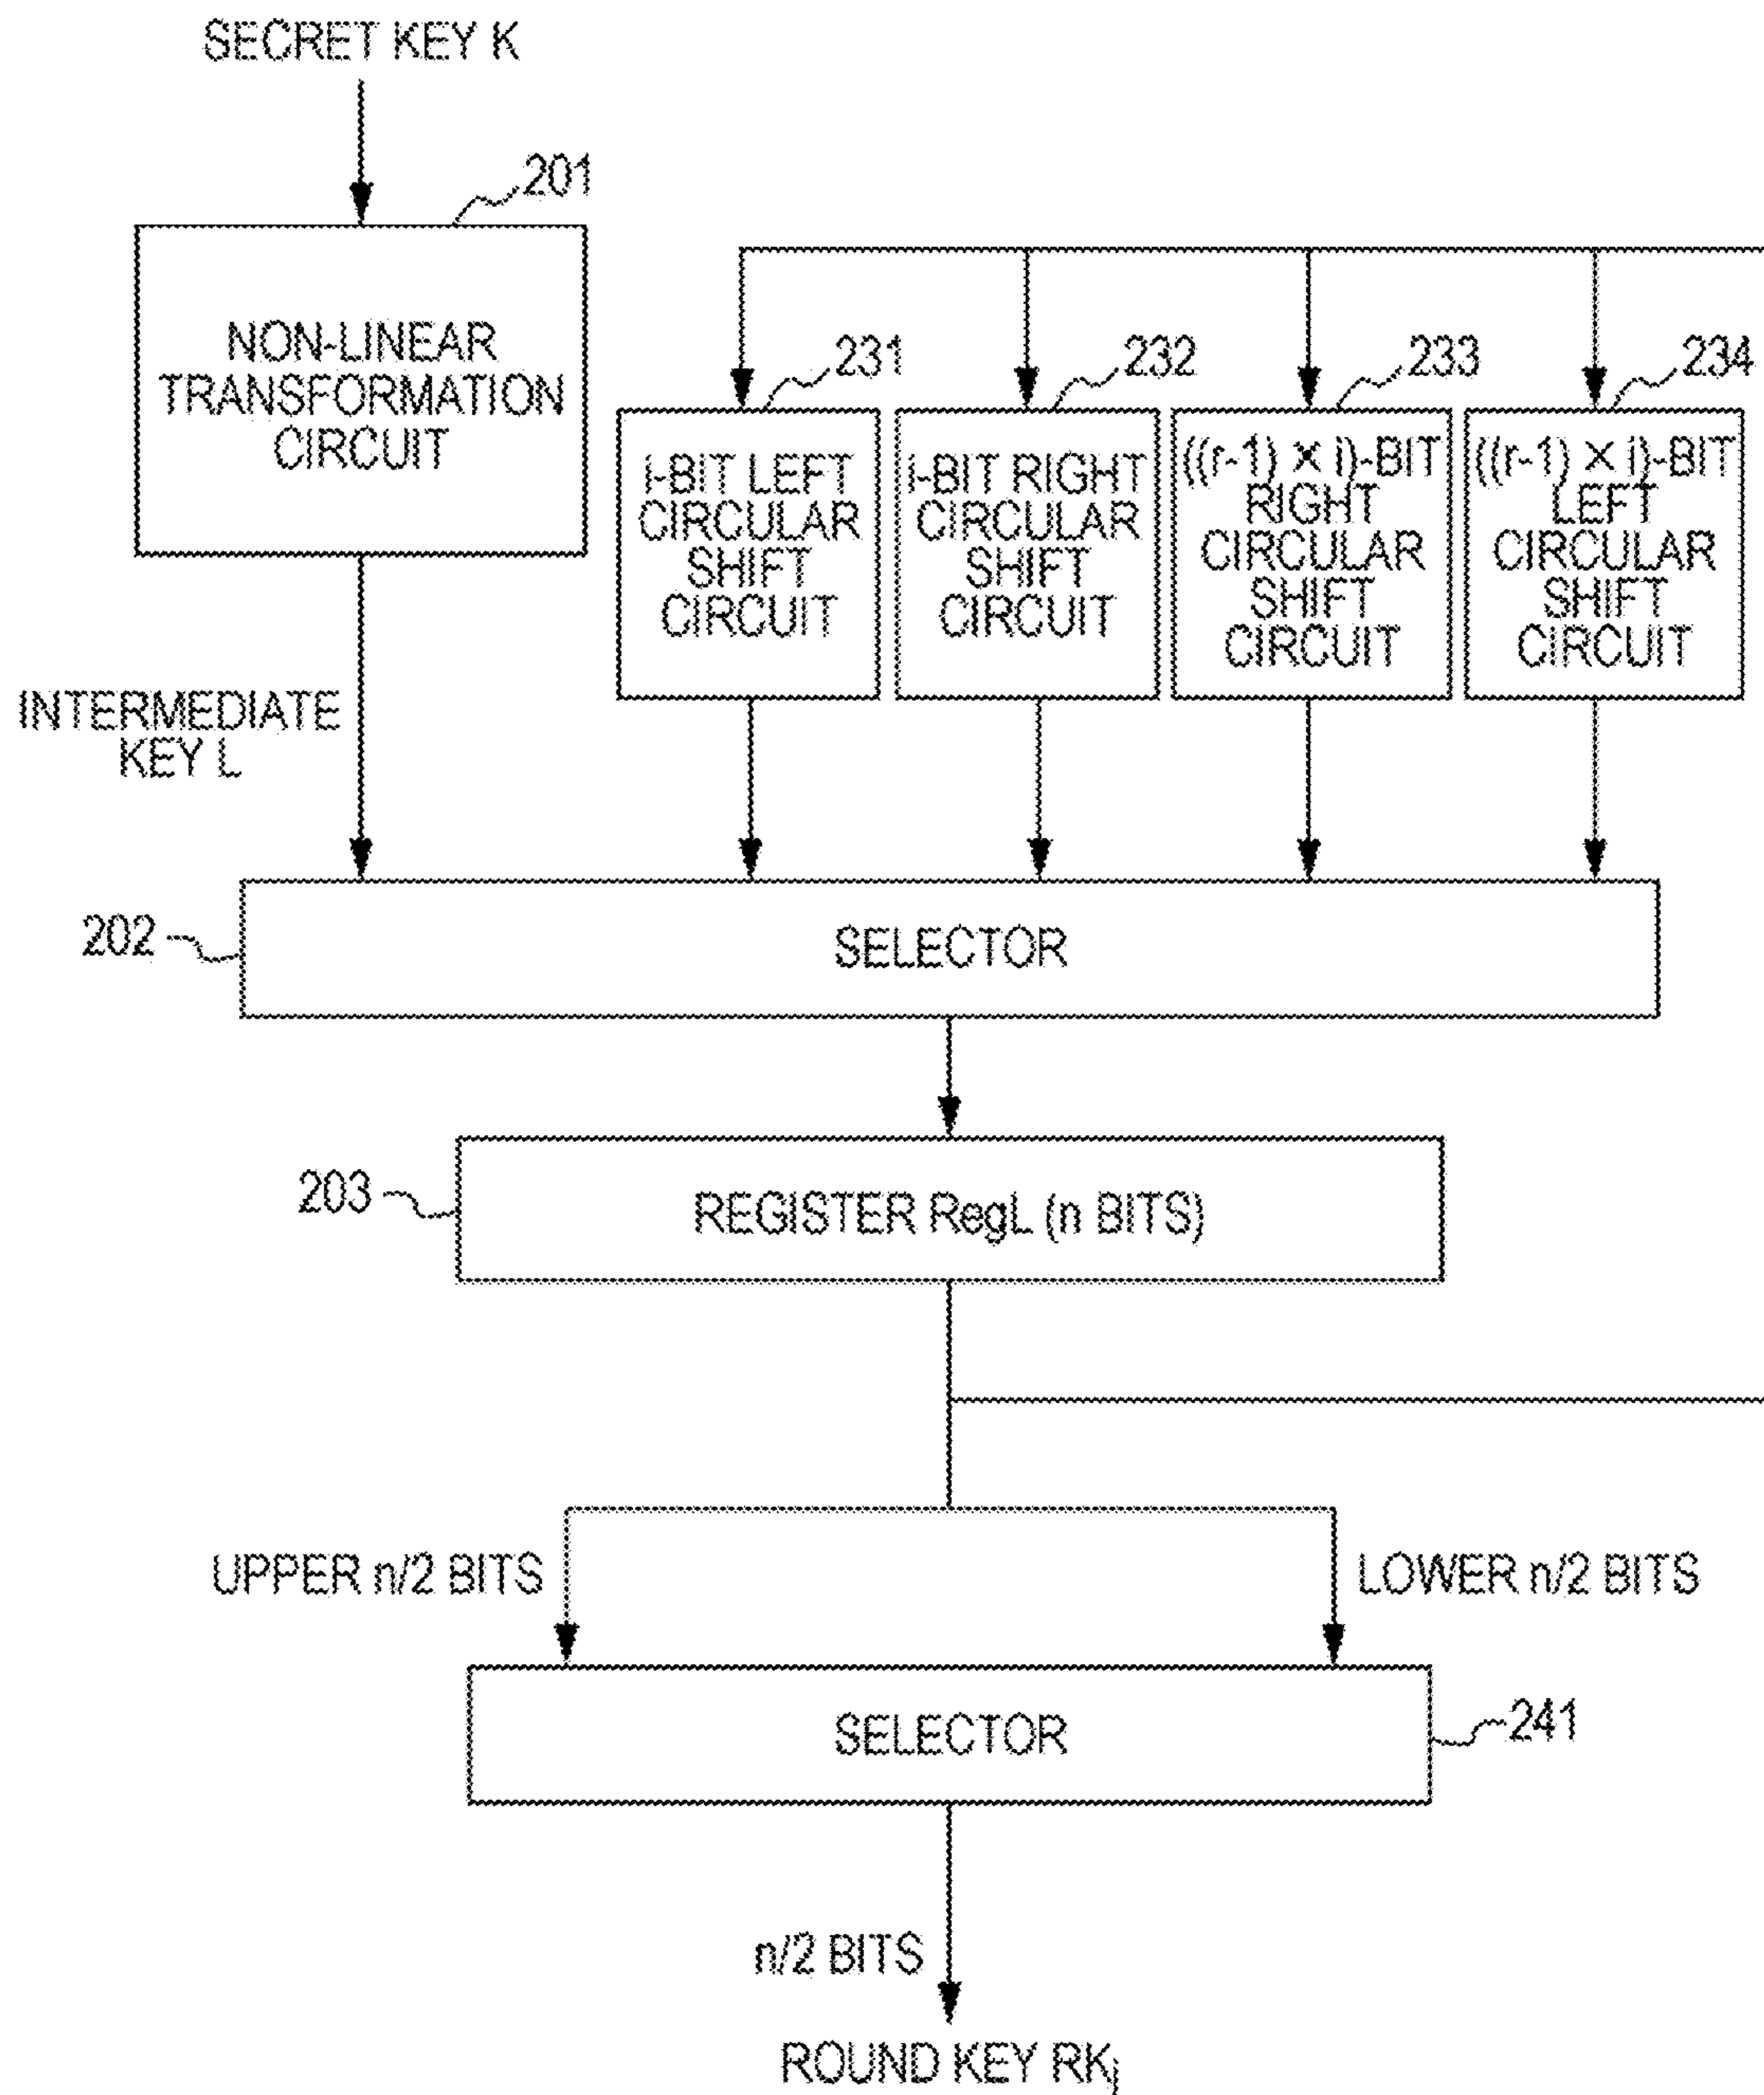 SECRET KEY K
201
NON-LINEAR
TRANSFORMATION
CIRCUIT
231
232
233
234
i-BIT LEFT
CIRCULAR
SHIFT
CIRCUIT
i-BIT RIGHT
CIRCULAR
SHIFT
CIRCUIT
((r-1) × i)-BIT
RIGHT
CIRCULAR
SHIFT
CIRCUIT
((r-1) × i)-BIT
LEFT
CIRCULAR
SHIFT
CIRCUIT
INTERMEDIATE
KEY L
202
SELECTOR
203
REGISTER RegL (n BITS)
UPPER n/2 BITS
LOWER n/2 BITS
SELECTOR
241
n/2 BITS
ROUND KEY RKj